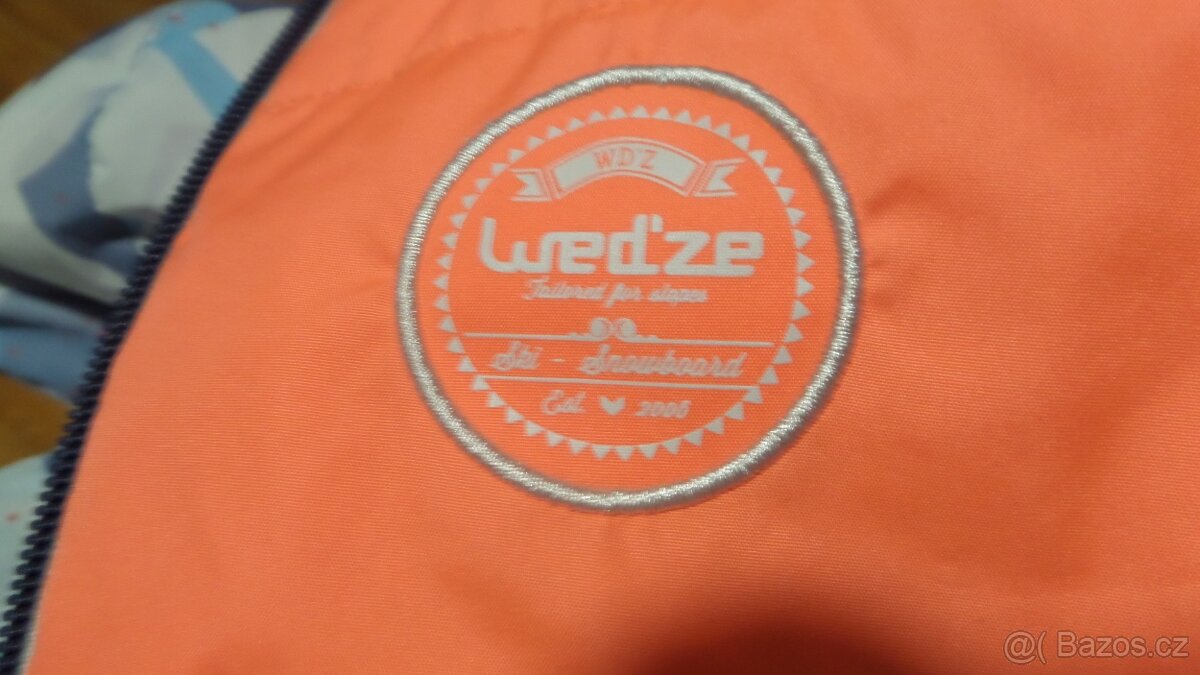 WDZ
Wed'ze
Tailored for slopes
Ski - Snowboard
Est. 2006
@( Bazos.cz